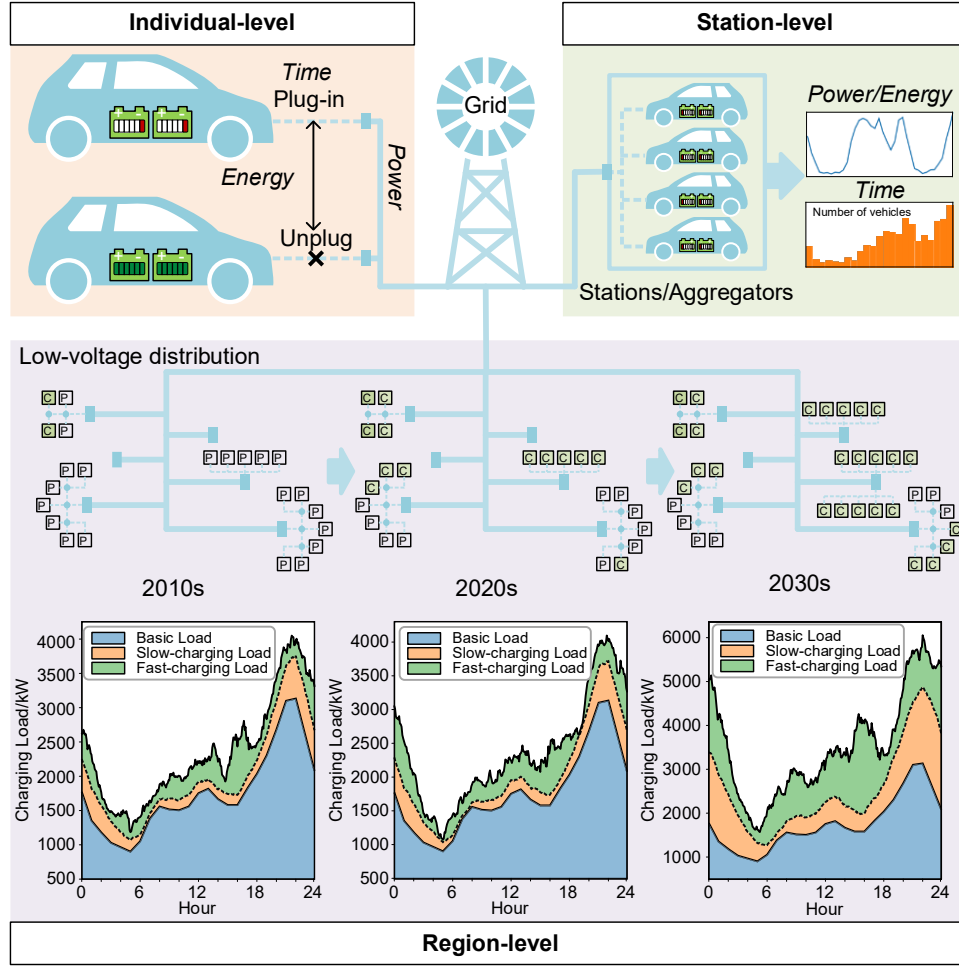 Individual-level
Station-level
Time
Plug-in
Energy
Power
Unplug
Grid
Power/Energy
Time
Number of vehicles
Stations/Aggregators
Low-voltage distribution
C P
C P
P P
P
P
P
P P
P P P P P
P P
P
P
P
P P
C C
C C
C C
C
P
P
P P
C C C C C
P P
P
P
C
P C
C C
C C
C C
C
C
P
P P
C C C C C
C C C C C
C C C C C
P P
P
C
C
C C
2010s
2020s
2030s
Charging Load/kW
4000
3500
3000
2500
2000
1500
1000
500
Basic Load
Slow-charging Load
Fast-charging Load
0 6 12 18 24
Hour
Charging Load/kW
4000
3500
3000
2500
2000
1500
1000
500
Basic Load
Slow-charging Load
Fast-charging Load
0 6 12 18 24
Hour
Charging Load/kW
6000
5000
4000
3000
2000
1000
Basic Load
Slow-charging Load
Fast-charging Load
0 6 12 18 24
Hour
Region-level